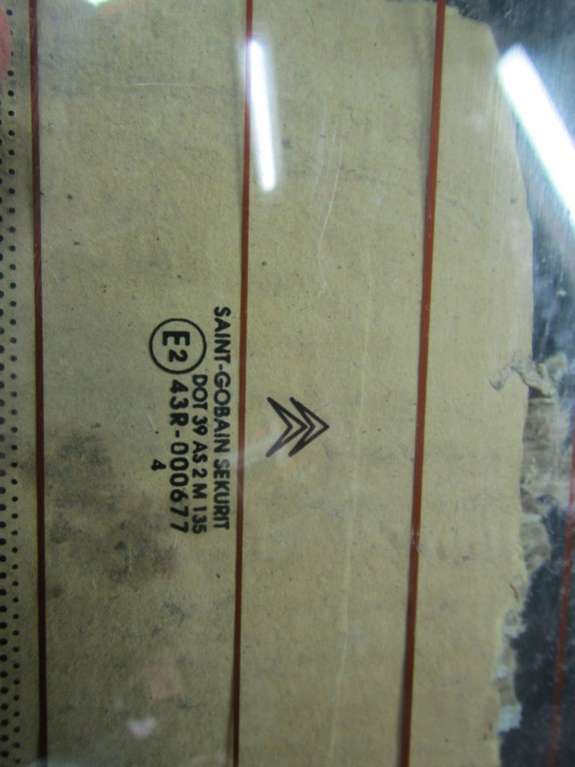 SAINT-GOBAIN SEKURIT
DOT 39 AS 2 M 135
E2 43R-000677
4